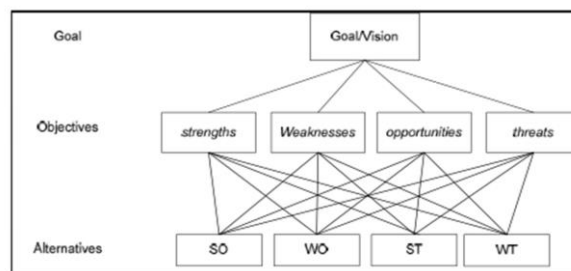 Goal
Goal/Vision
Objectives
strengths
Weaknesses
opportunities
threats
Alternatives
SO
WO
ST
WT